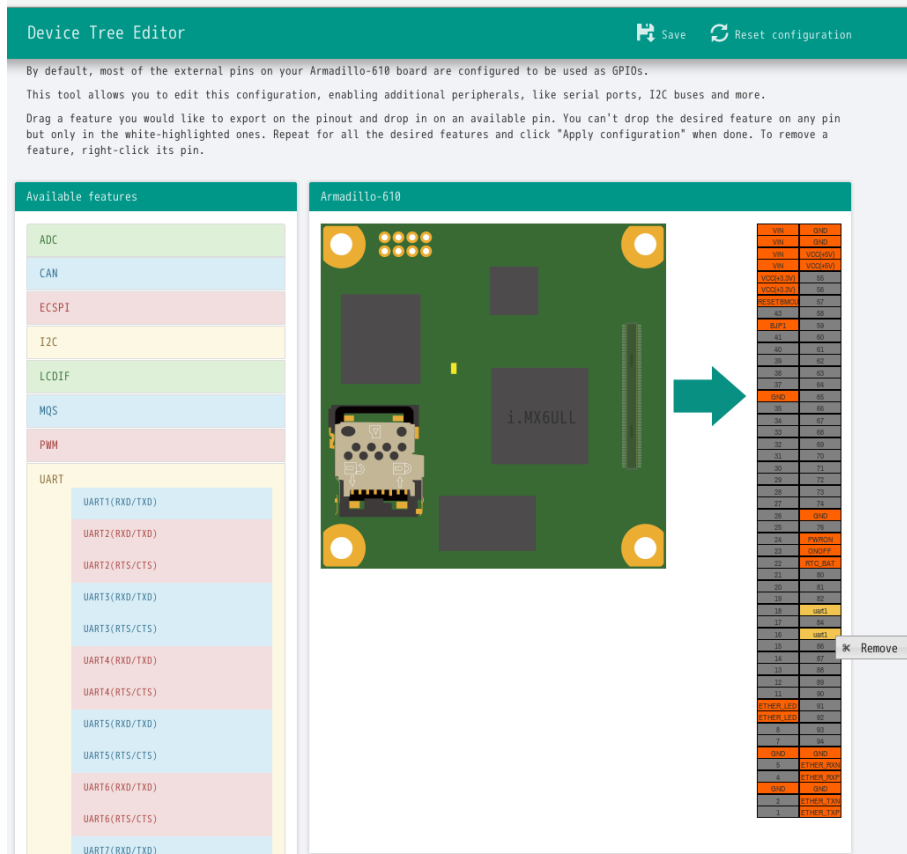 Device Tree Editor
Save
Reset configuration
By default, most of the external pins on your Armadillo-610 board are configured to be used as GPIOs.
This tool allows you to edit this configuration, enabling additional peripherals, like serial ports, I2C buses and more.
Drag a feature you would like to export on the pinout and drop in on an available pin. You can't drop the desired feature on any pin
but only in the white-highlighted ones. Repeat for all the desired features and click "Apply configuration" when done. To remove a
feature, right-click its pin.
Available features
ADC
CAN
ECSPI
I2C
LCDIF
MQS
PWM
UART
UART1(RXD/TXD)
UART2(RXD/TXD)
UART2(RTS/CTS)
UART3(RXD/TXD)
UART3(RTS/CTS)
UART4(RXD/TXD)
UART4(RTS/CTS)
UART5(RXD/TXD)
UART5(RTS/CTS)
UART6(RXD/TXD)
UART6(RTS/CTS)
UART7(RXD/TXD)
Armadillo-610
i.MX6ULL
VIN GND
VIN GND
VIN VCC(+5V)
VIN VCC(+5V)
VCC(+3.3V) 55
VCC(+3.3V) 56
RESETBMCU 57
43 58
BJP1 59
41 60
40 61
39 62
38 63
37 64
GND 65
35 66
34 67
33 68
32 69
31 70
30 71
29 72
28 73
27 74
26 GND
25 76
24 PWRON
23 ONOFF
22 RTC_BAT
21 80
20 81
19 82
18 uart1
17 84
16 uart1
15 86
14 87
13 88
12 89
11 90
ETHER_LED 91
ETHER_LED 92
8 93
7 94
GND GND
5 ETHER_RXN
4 ETHER_RXP
GND GND
2 ETHER_TXN
1 ETHER_TXP
Remove